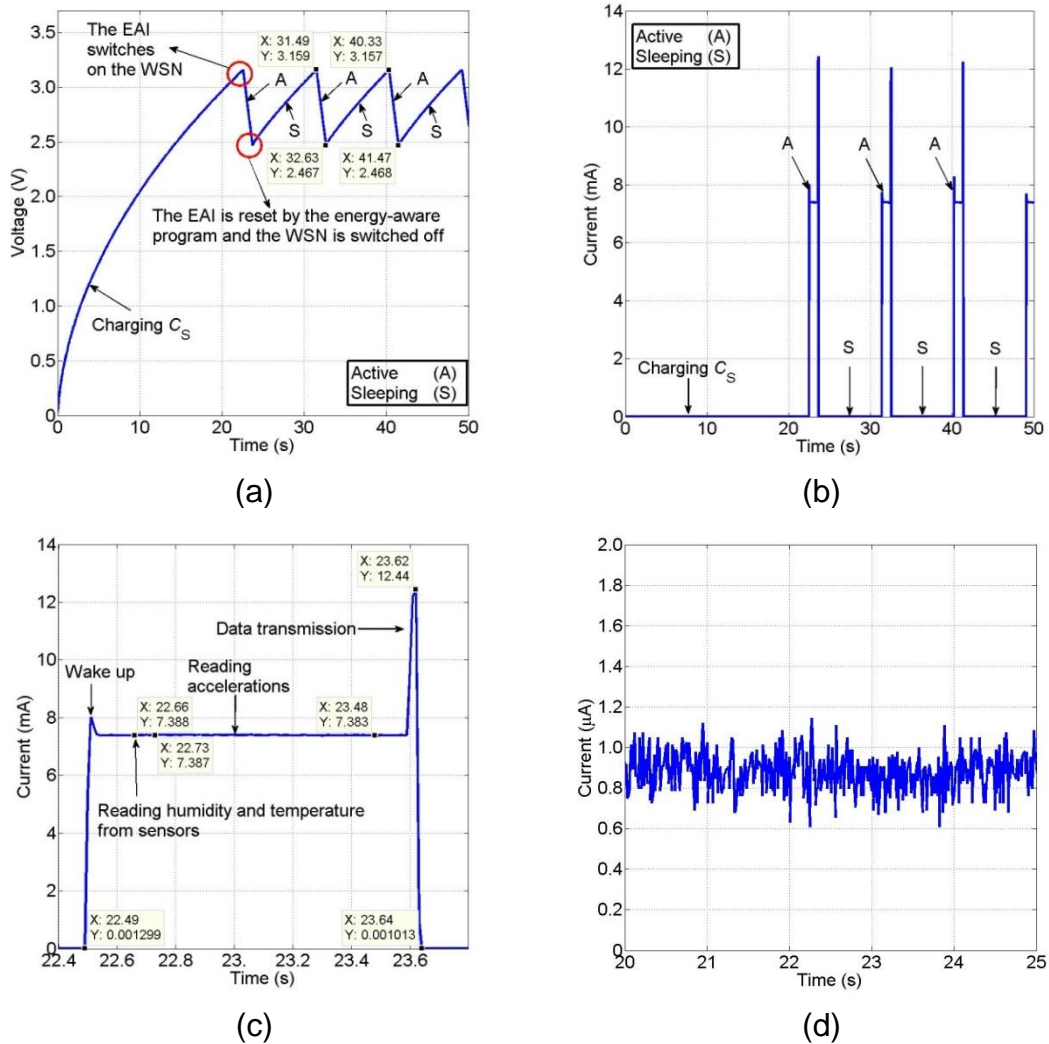 The EAI
switches
on the WSN
X: 31.49
Y: 3.159
X: 40.33
Y: 3.157
A
A
A
S
S
S
X: 32.63
Y: 2.467
X: 41.47
Y: 2.468
The EAI is reset by the energy-aware
program and the WSN is switched off
Charging CS
Active (A)
Sleeping (S)
Voltage (V)
3.5
3.0
2.5
2.0
1.5
1.0
0.5
0
0 10 20 30 40 50
Time (s)
(a)
Active (A)
Sleeping (S)
A
A
A
Charging CS
S
S
S
Current (mA)
14
12
10
8
6
4
2
0
0 10 20 30 40 50
Time (s)
(b)
X: 23.62
Y: 12.44
Data transmission
Wake up
Reading
accelerations
X: 22.66
Y: 7.388
X: 23.48
Y: 7.383
X: 22.73
Y: 7.387
Reading humidity and temperature
from sensors
X: 22.49
Y: 0.001299
X: 23.64
Y: 0.001013
Current (mA)
14
12
10
8
6
4
2
0
22.4 22.6 22.8 23.0 23.2 23.4 23.6
Time (s)
(c)
Current (µA)
2.0
1.8
1.6
1.4
1.2
1.0
0.8
0.6
0.4
0.2
0
20 21 22 23 24 25
Time (s)
(d)